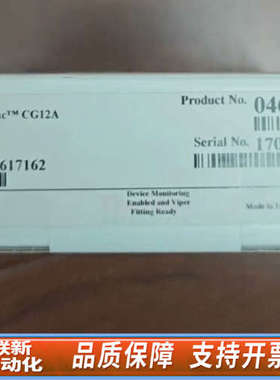 Product No. 04
CG12A
Serial No. 170
617162
Device Monitoring
Enabled and Viper
Fitting Ready
Made In
联新
动化
品质保障 支持开票